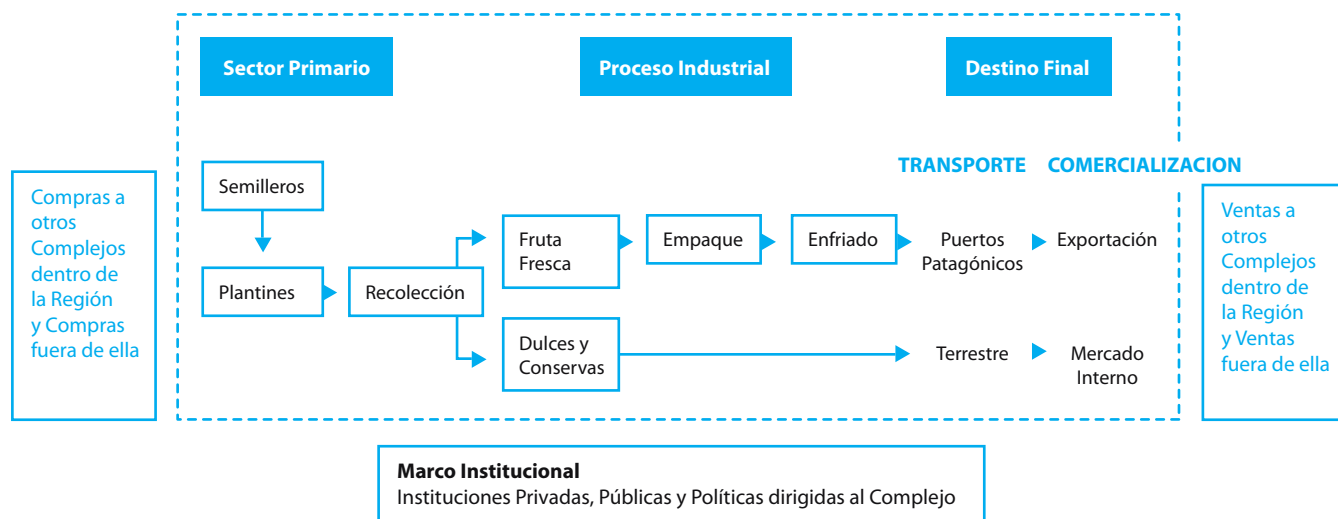 Sector Primario
Proceso Industrial
Destino Final
TRANSPORTE
COMERCIALIZACION
Compras a
otros
Complejos
dentro de
la Región
y Compras
fuera de ella
Semilleros
Plantines
Recolección
Fruta
Fresca
Empaque
Enfriado
Puertos
Patagónicos
Exportación
Dulces y
Conservas
Terrestre
Mercado
Interno
Ventas a
otros
Complejos
dentro de
la Región
y Ventas
fuera de ella
Marco Institucional
Instituciones Privadas, Públicas y Políticas dirigidas al Complejo